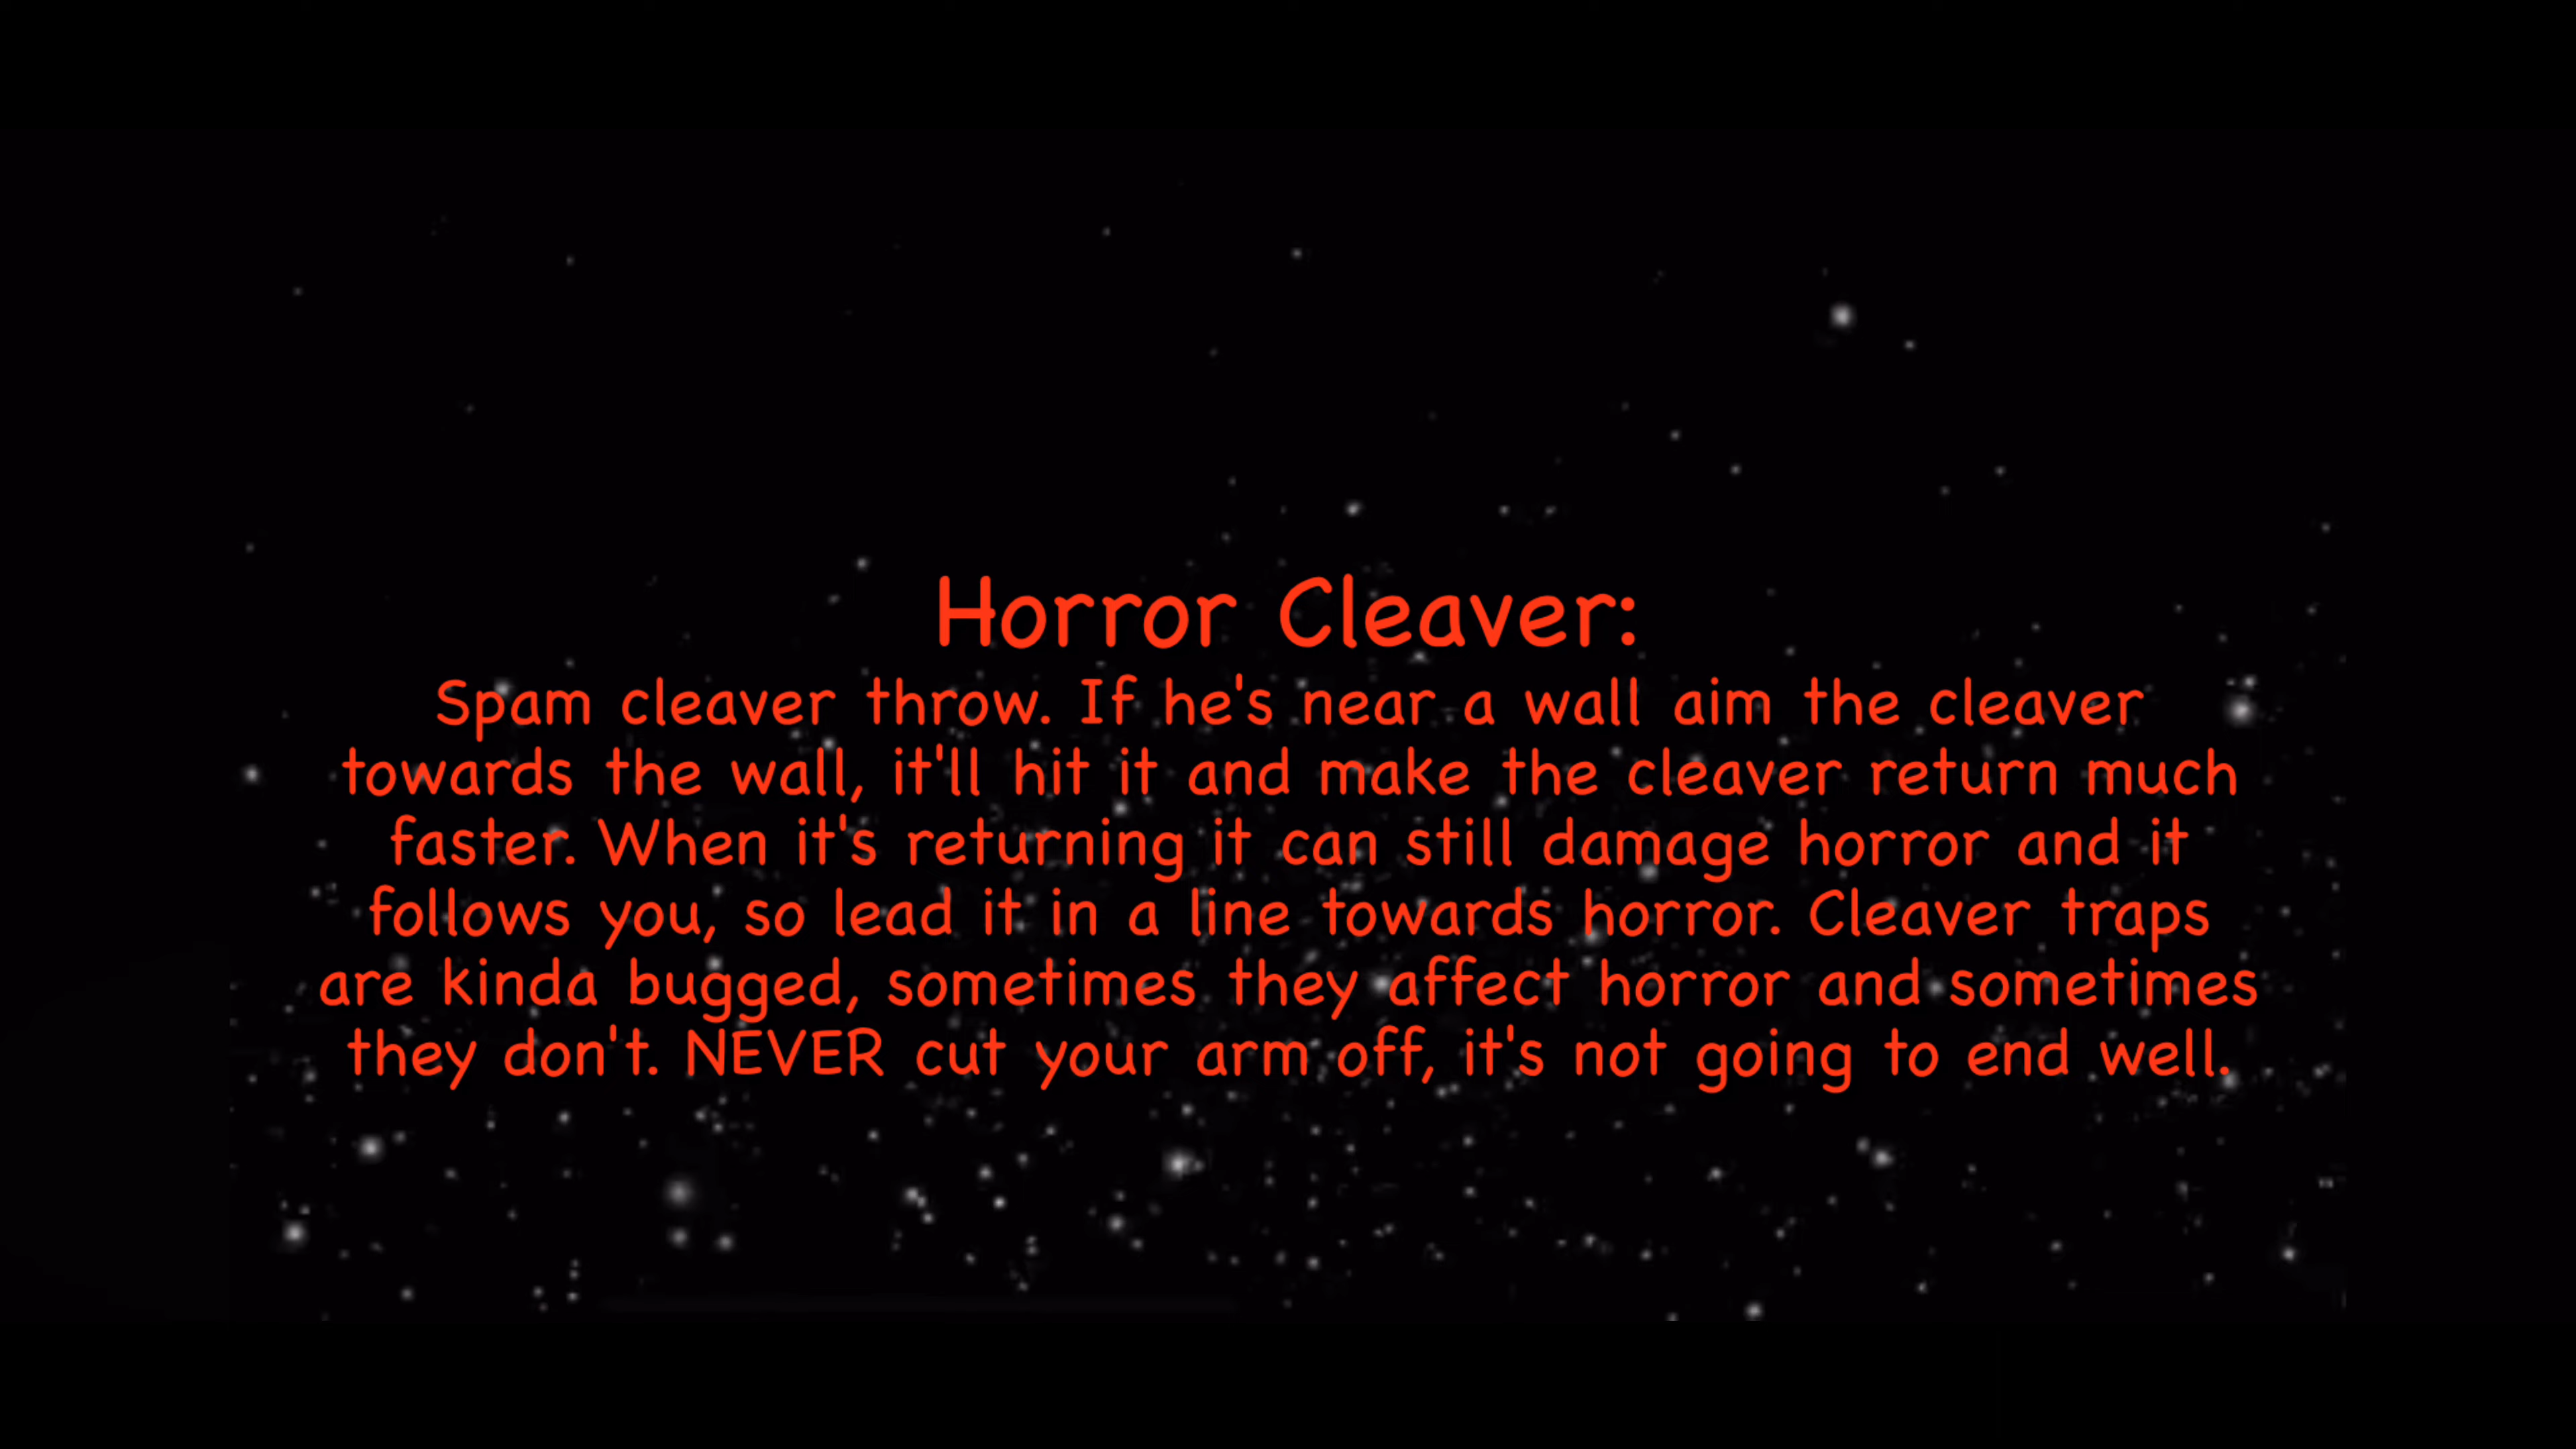 Horror Cleaver:
Spam cleaver throw. If he's near a wall aim the cleaver
towards the wall, it'll hit it and make the cleaver return much
faster. When it's returning it can still damage horror and it
follows you, so lead it in a line towards horror. Cleaver traps
are kinda bugged, sometimes they affect horror and sometimes
they don't. NEVER cut your arm off, it's not going to end well.